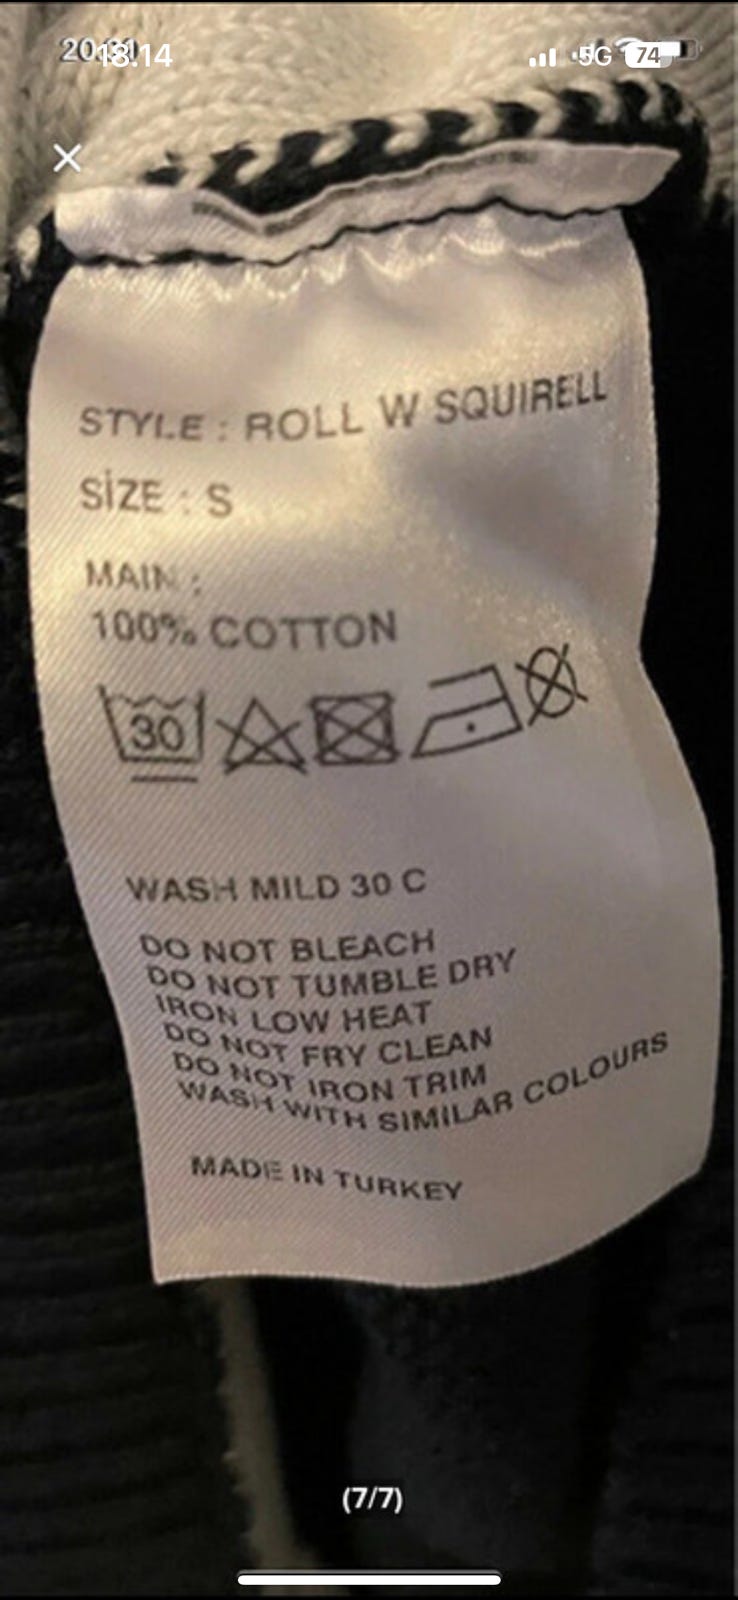 18.14
5G 74
STYLE : ROLL W SQUIRELL
SİZE : S
MAIN :
100% COTTON
30
WASH MILD 30 C
DO NOT BLEACH
DO NOT TUMBLE DRY
IRON LOW HEAT
DO NOT FRY CLEAN
DO NOT IRON TRIM
WASH WITH SIMILAR COLOURS
MADE IN TURKEY
(7/7)